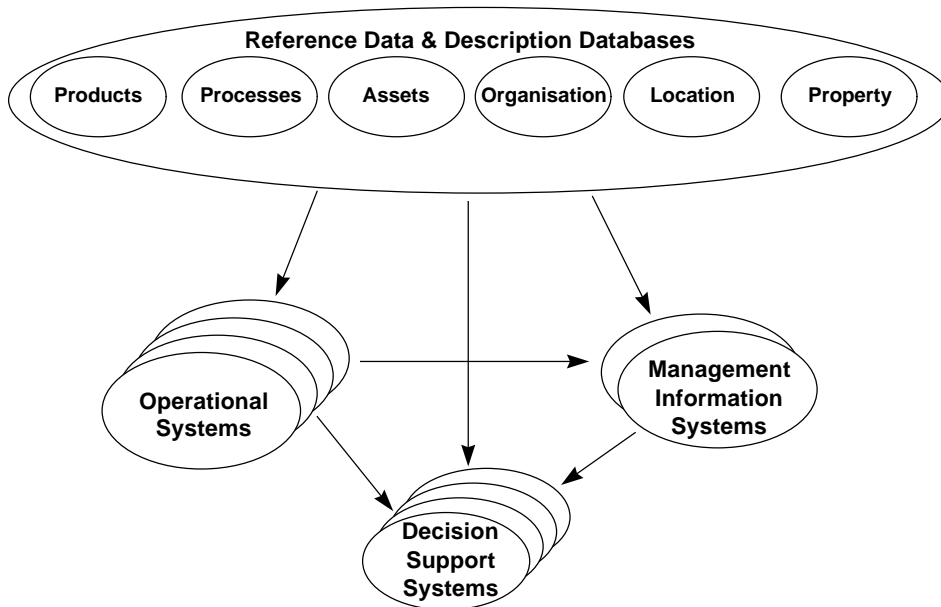 Reference Data & Description Databases
Products
Processes
Assets
Organisation
Location
Property
Operational
Systems
Management
Information
Systems
Decision
Support
Systems